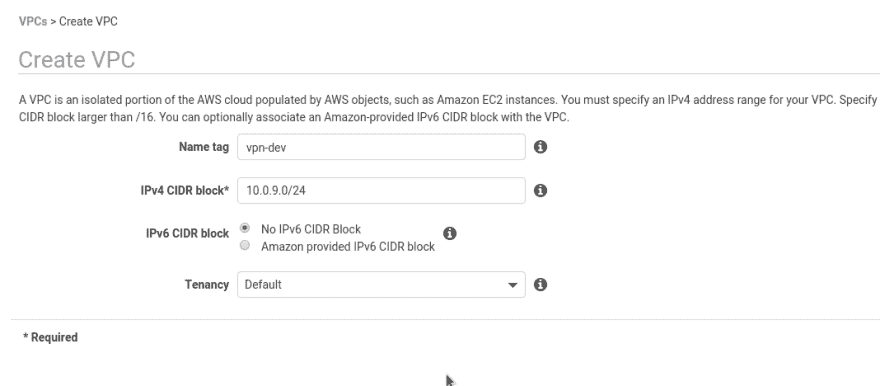 VPCs > Create VPC
Create VPC
A VPC is an isolated portion of the AWS cloud populated by AWS objects, such as Amazon EC2 instances. You must specify an IPv4 address range for your VPC. Specify
CIDR block larger than /16. You can optionally associate an Amazon-provided IPv6 CIDR block with the VPC.
Name tag vpn-dev
IPv4 CIDR block* 10.0.9.0/24
IPv6 CIDR block No IPv6 CIDR Block
Amazon provided IPv6 CIDR block
Tenancy Default
* Required